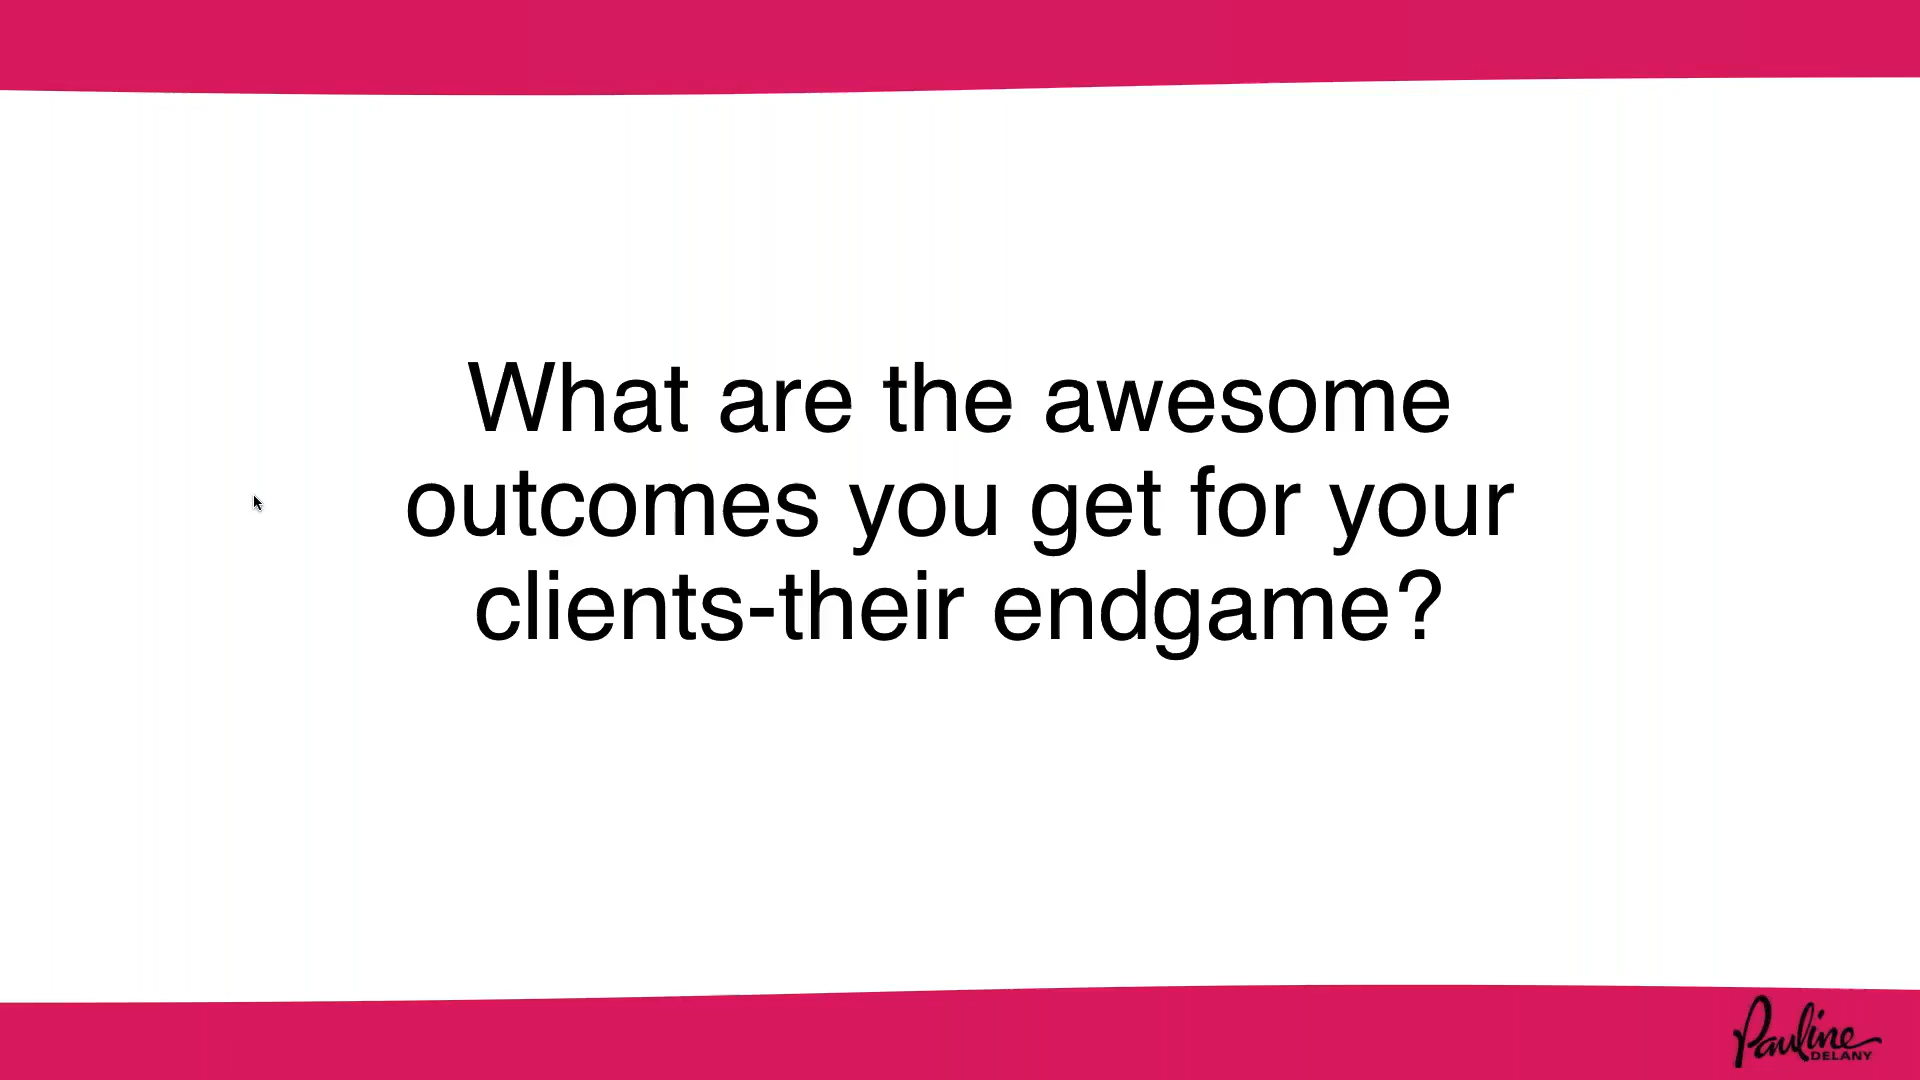 What are the awesome
outcomes you get for your
clients-their endgame?
Pauline
DELANY